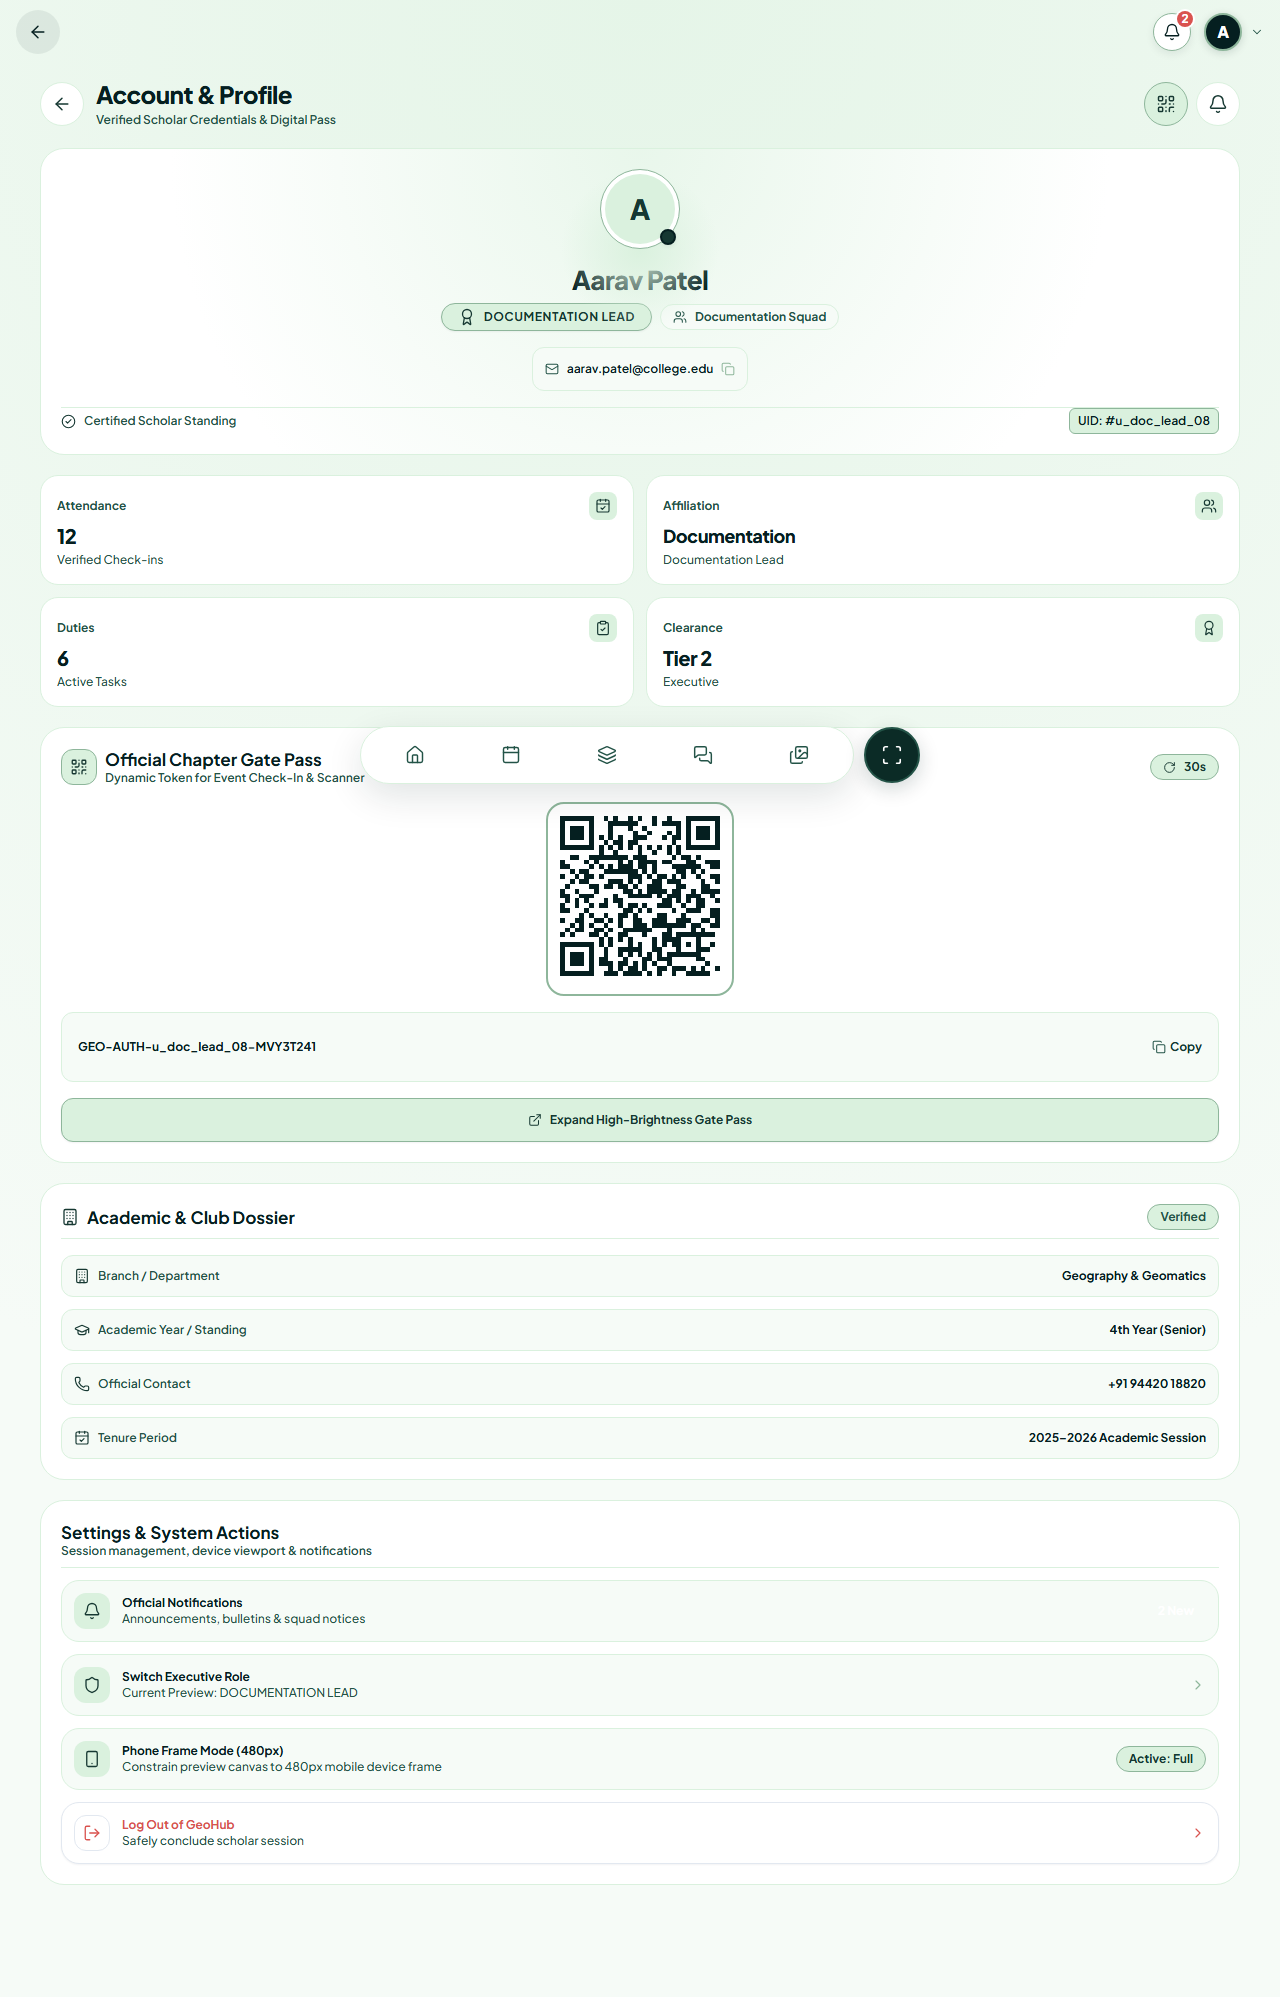 2
A
Account & Profile
Verified Scholar Credentials & Digital Pass
A
Aarav Patel
DOCUMENTATION LEAD
Documentation Squad
aarav.patel@college.edu
Certified Scholar Standing
UID: #u_doc_lead_08
Attendance
12
Verified Check-ins
Affiliation
Documentation
Documentation Lead
Duties
6
Active Tasks
Clearance
Tier 2
Executive
Official Chapter Gate Pass
Dynamic Token for Event Check-In & Scanner
30s
GEO-AUTH-u_doc_lead_08-MVY3T241
Copy
Expand High-Brightness Gate Pass
Academic & Club Dossier
Verified
Branch / Department
Geography & Geomatics
Academic Year / Standing
4th Year (Senior)
Official Contact
+91 94420 18820
Tenure Period
2025-2026 Academic Session
Settings & System Actions
Session management, device viewport & notifications
Official Notifications
Announcements, bulletins & squad notices
2 New
Switch Executive Role
Current Preview: DOCUMENTATION LEAD
Phone Frame Mode (480px)
Constrain preview canvas to 480px mobile device frame
Active: Full
Log Out of GeoHub
Safely conclude scholar session